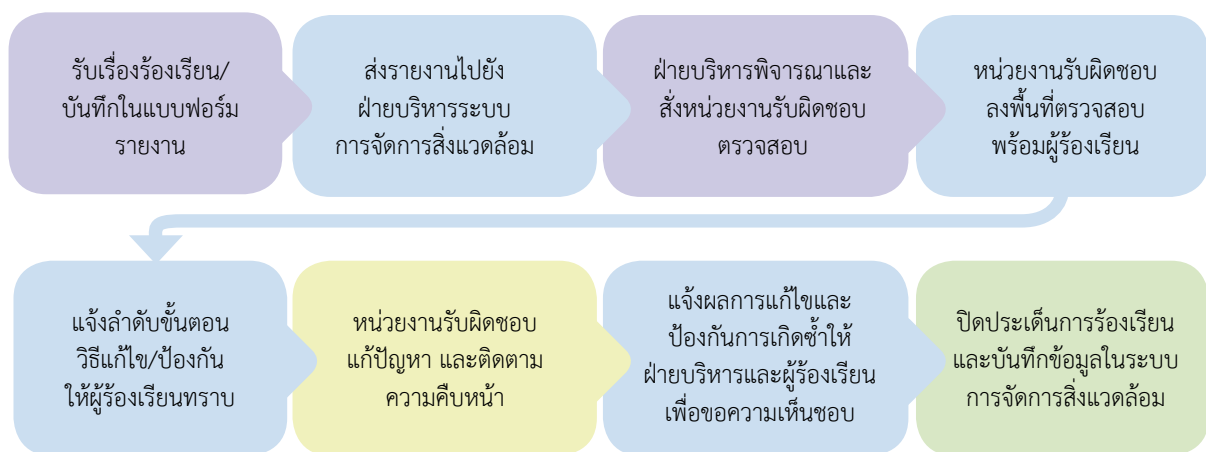 รับเรื่องร้องเรียน/
บันทึกในแบบฟอร์ม
รายงาน
ส่งรายงานไปยัง
ฝ่ายบริหารระบบ
การจัดการสิ่งแวดล้อม
ฝ่ายบริหารพิจารณาและ
สั่งหน่วยงานรับผิดชอบ
ตรวจสอบ
หน่วยงานรับผิดชอบ
ลงพื้นที่ตรวจสอบ
พร้อมผู้ร้องเรียน
แจ้งลำดับขั้นตอน
วิธีแก้ไข/ป้องกัน
ให้ผู้ร้องเรียนทราบ
หน่วยงานรับผิดชอบ
แก้ปัญหา และติดตาม
ความคืบหน้า
แจ้งผลการแก้ไขและ
ป้องกันการเกิดซ้ำให้
ฝ่ายบริหารและผู้ร้องเรียน
เพื่อขอความเห็นชอบ
ปิดประเด็นการร้องเรียน
และบันทึกข้อมูลในระบบ
การจัดการสิ่งแวดล้อม